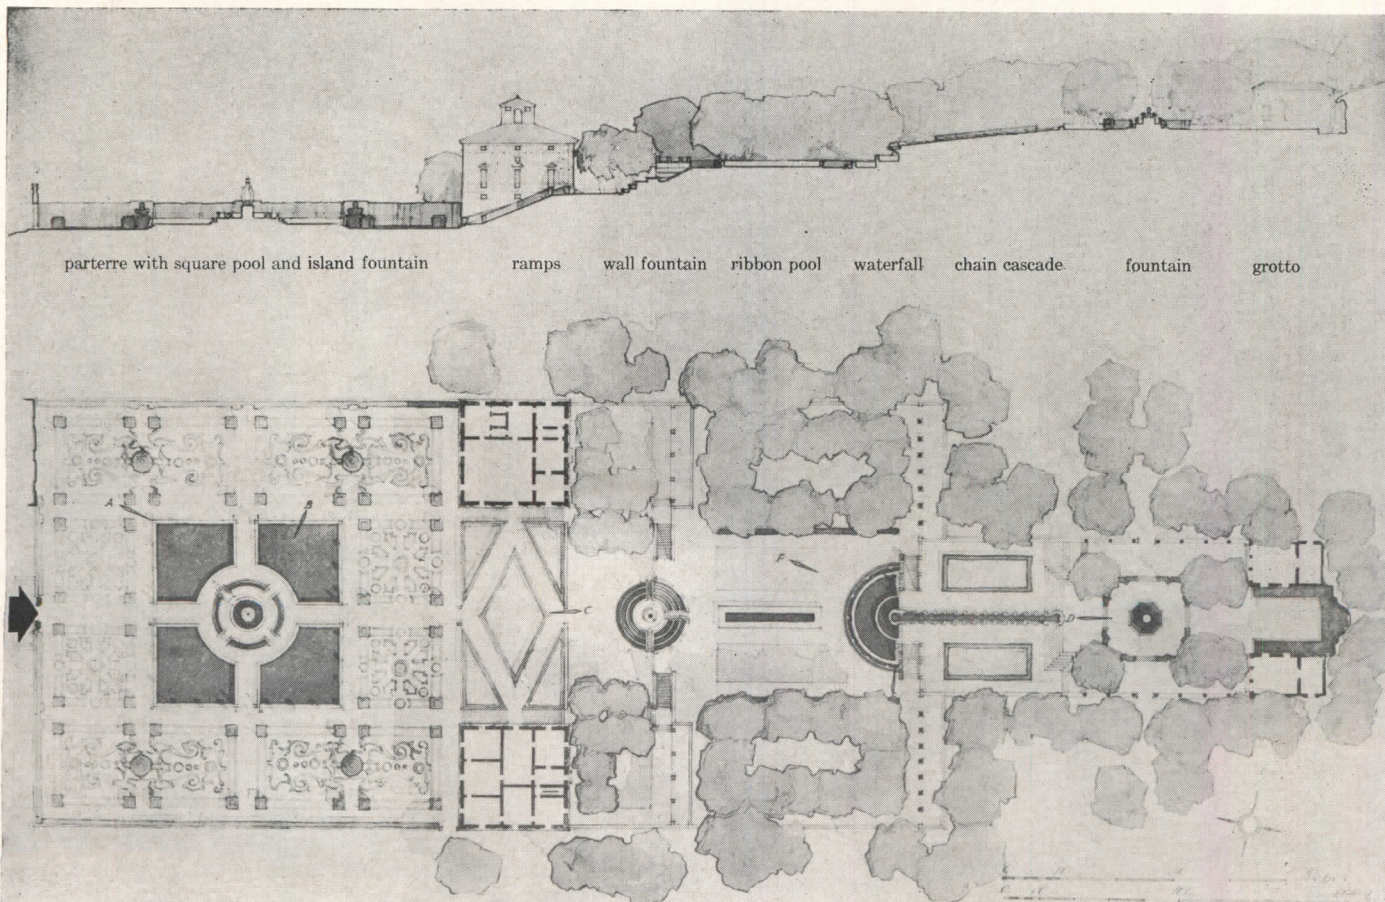 parterre with square pool and island fountain ramps wall fountain ribbon pool waterfall chain cascade fountain grotto
A
B
F
C
D